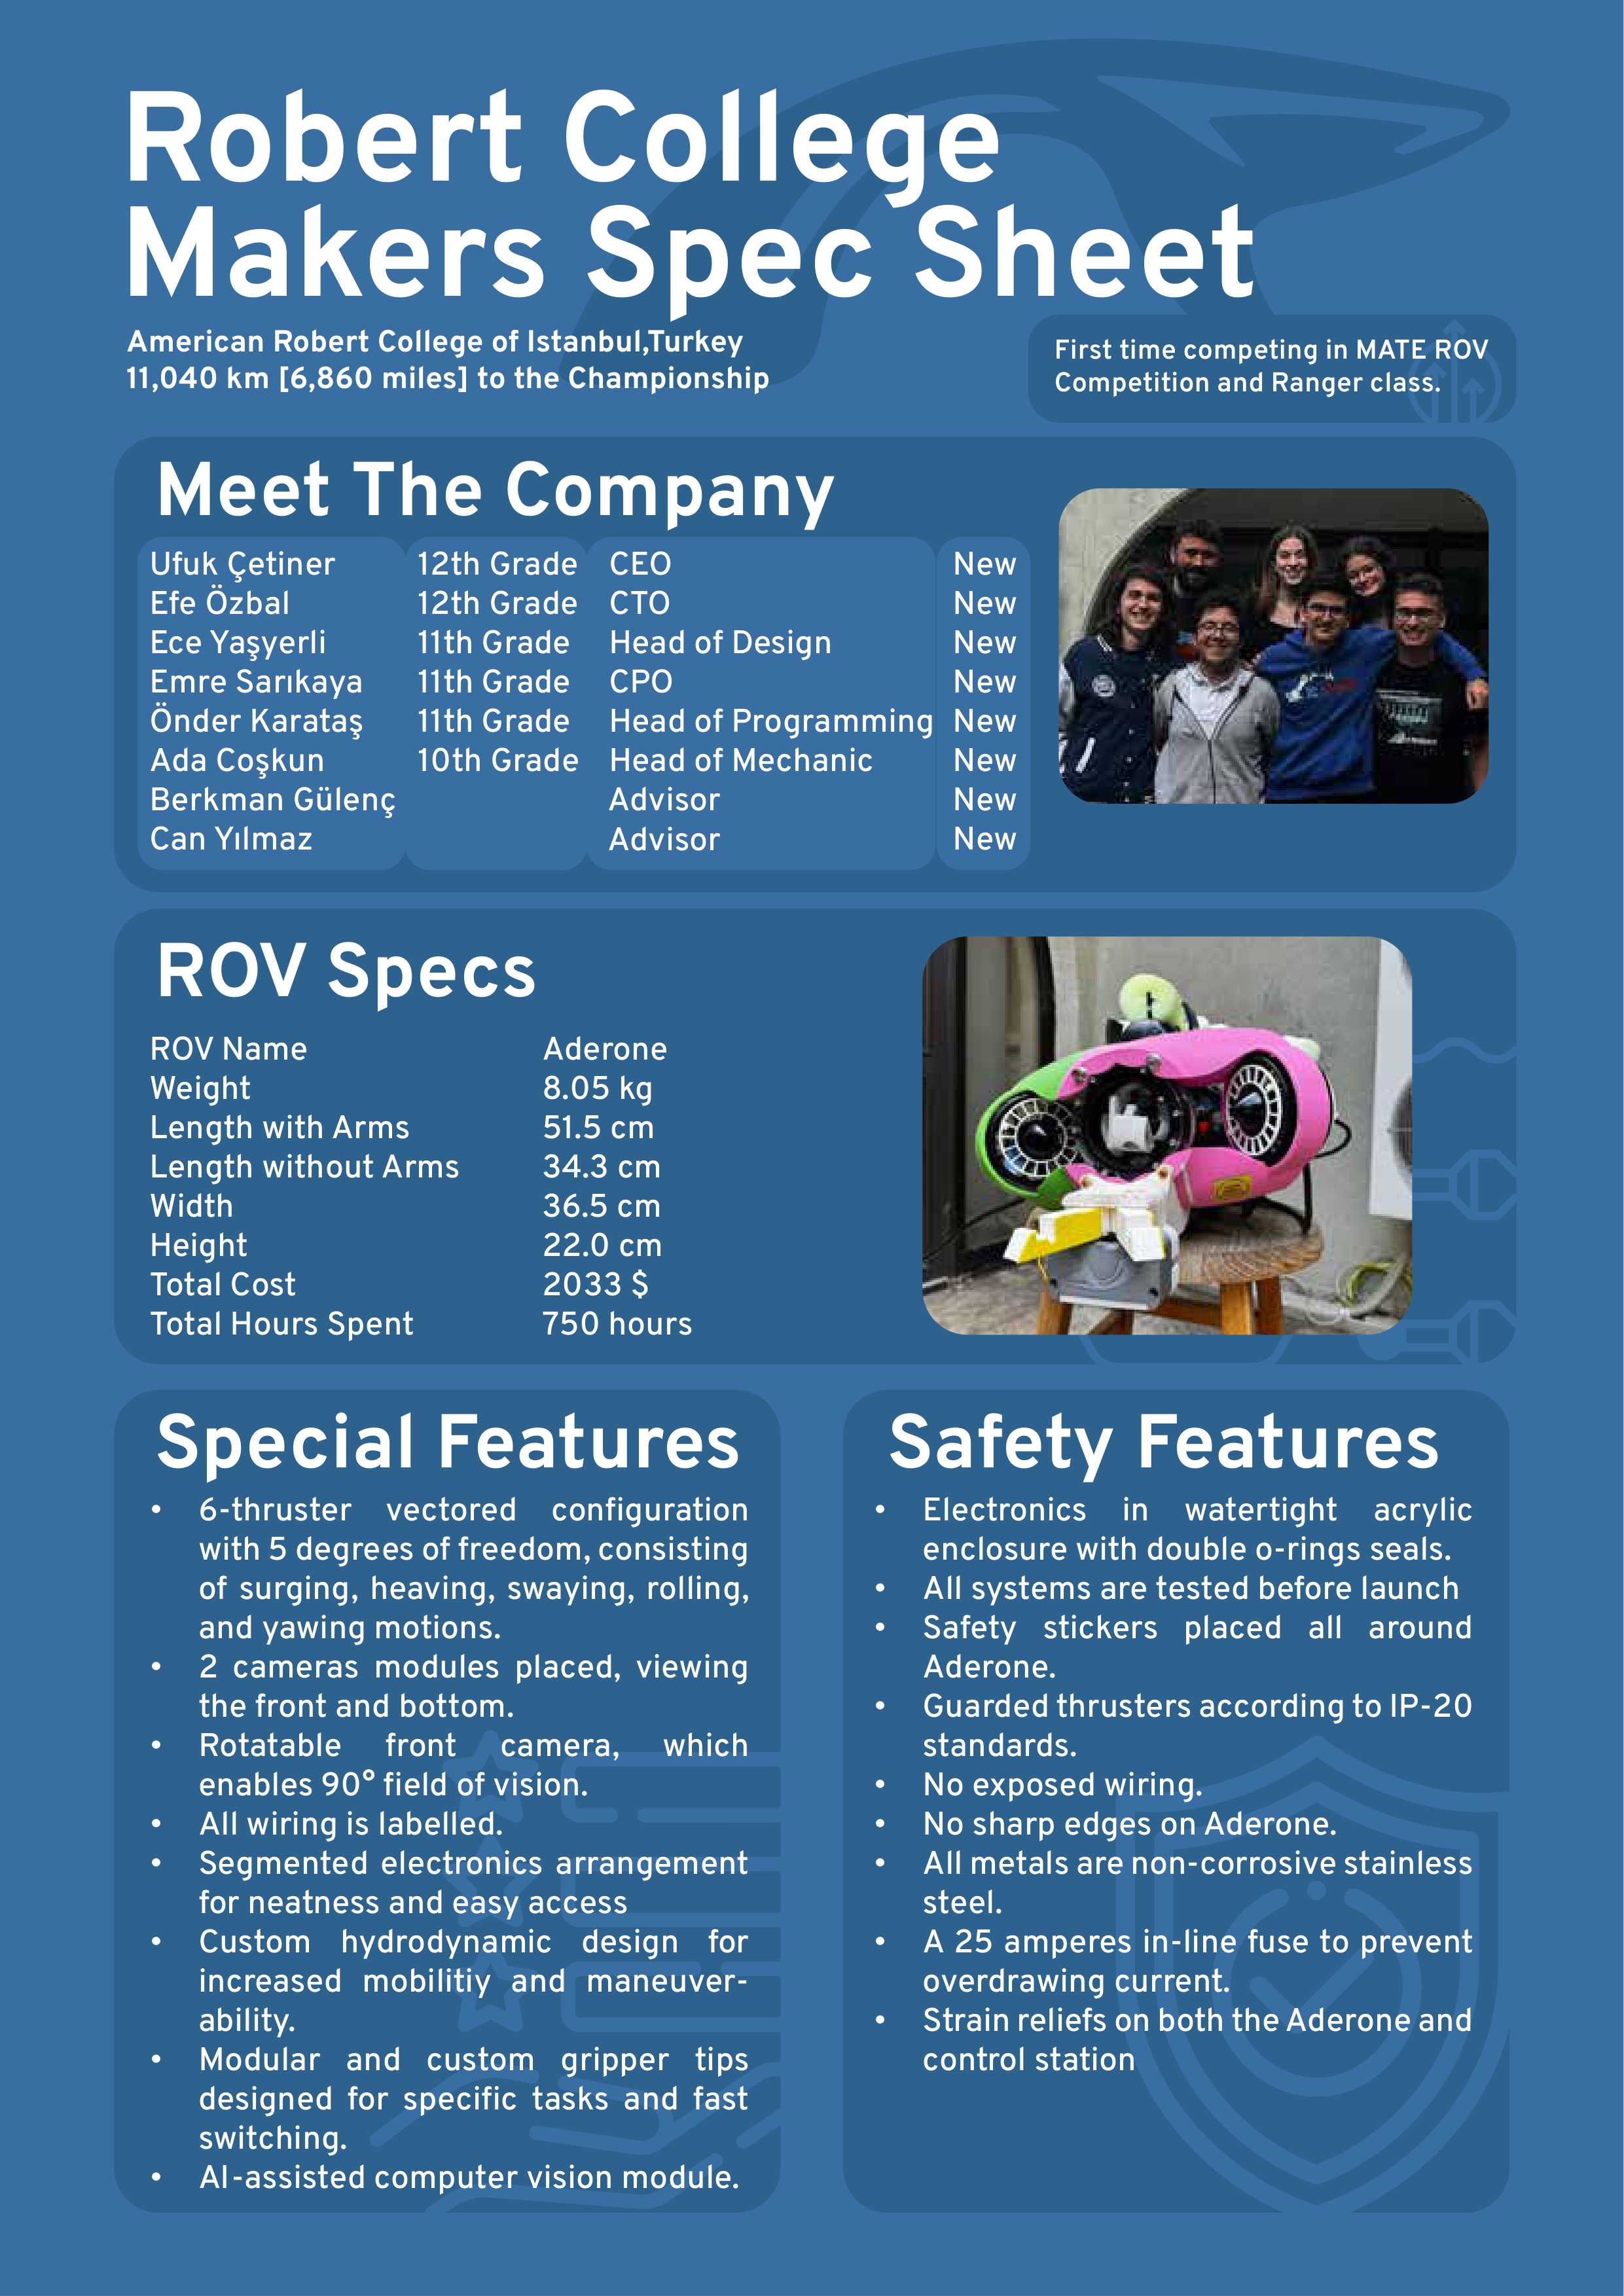 Robert College
Makers Spec Sheet
American Robert College of Istanbul,Turkey
11,040 km [6,860 miles] to the Championship
First time competing in MATE ROV
Competition and Ranger class.
Meet The Company
Ufuk Çetiner 12th Grade CEO New
Efe Özbal 12th Grade CTO New
Ece Yaşyerli 11th Grade Head of Design New
Emre Sarıkaya 11th Grade CPO New
Önder Karataş 11th Grade Head of Programming New
Ada Coşkun 10th Grade Head of Mechanic New
Berkman Gülenç Advisor New
Can Yılmaz Advisor New
ROV Specs
ROV Name Aderone
Weight 8.05 kg
Length with Arms 51.5 cm
Length without Arms 34.3 cm
Width 36.5 cm
Height 22.0 cm
Total Cost 2033 $
Total Hours Spent 750 hours
Special Features
• 6-thruster vectored configuration
with 5 degrees of freedom, consisting
of surging, heaving, swaying, rolling,
and yawing motions.
• 2 cameras modules placed, viewing
the front and bottom.
• Rotatable front camera, which
enables 90° field of vision.
• All wiring is labelled.
• Segmented electronics arrangement
for neatness and easy access
• Custom hydrodynamic design for
increased mobilitiy and maneuver-
ability.
• Modular and custom gripper tips
designed for specific tasks and fast
switching.
• AI-assisted computer vision module.
Safety Features
• Electronics in watertight acrylic
enclosure with double o-rings seals.
• All systems are tested before launch
• Safety stickers placed all around
Aderone.
• Guarded thrusters according to IP-20
standards.
• No exposed wiring.
• No sharp edges on Aderone.
• All metals are non-corrosive stainless
steel.
• A 25 amperes in-line fuse to prevent
overdrawing current.
• Strain reliefs on both the Aderone and
control station